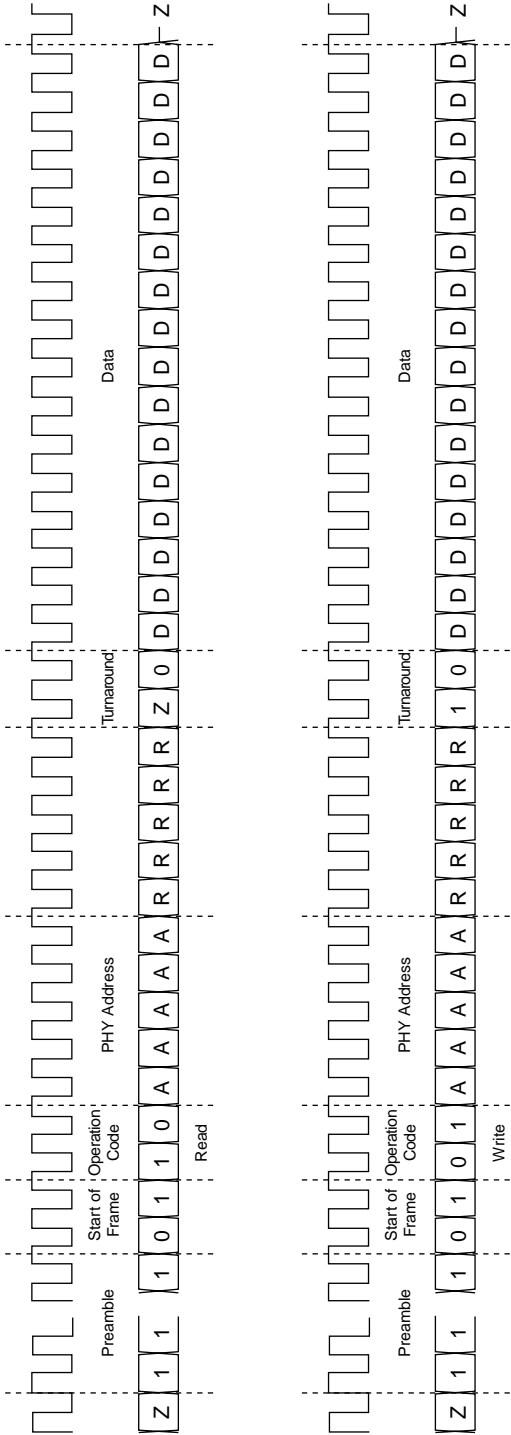 Preamble
Start of
Frame
Operation
Code
PHY Address
Turnaround
Data
Z 1 1 1 0 1 1 0 A A A A A R R R R R Z 0 D D D D D D D D D D D D D D D D Z
Read
Preamble
Start of
Frame
Operation
Code
PHY Address
Turnaround
Data
Z 1 1 1 0 1 0 1 A A A A A R R R R R 1 0 D D D D D D D D D D D D D D D D Z
Write